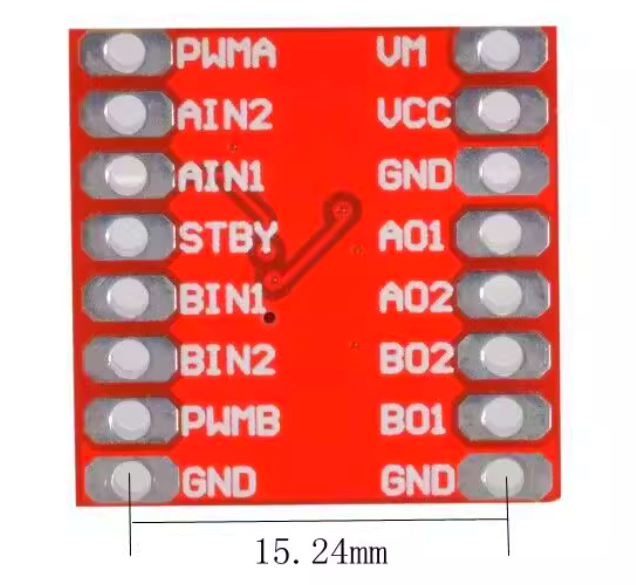 PWMA VM
AIN2 VCC
AIN1 GND
STBY AO1
BIN1 AO2
BIN2 BO2
PWMB BO1
GND GND
15.24mm